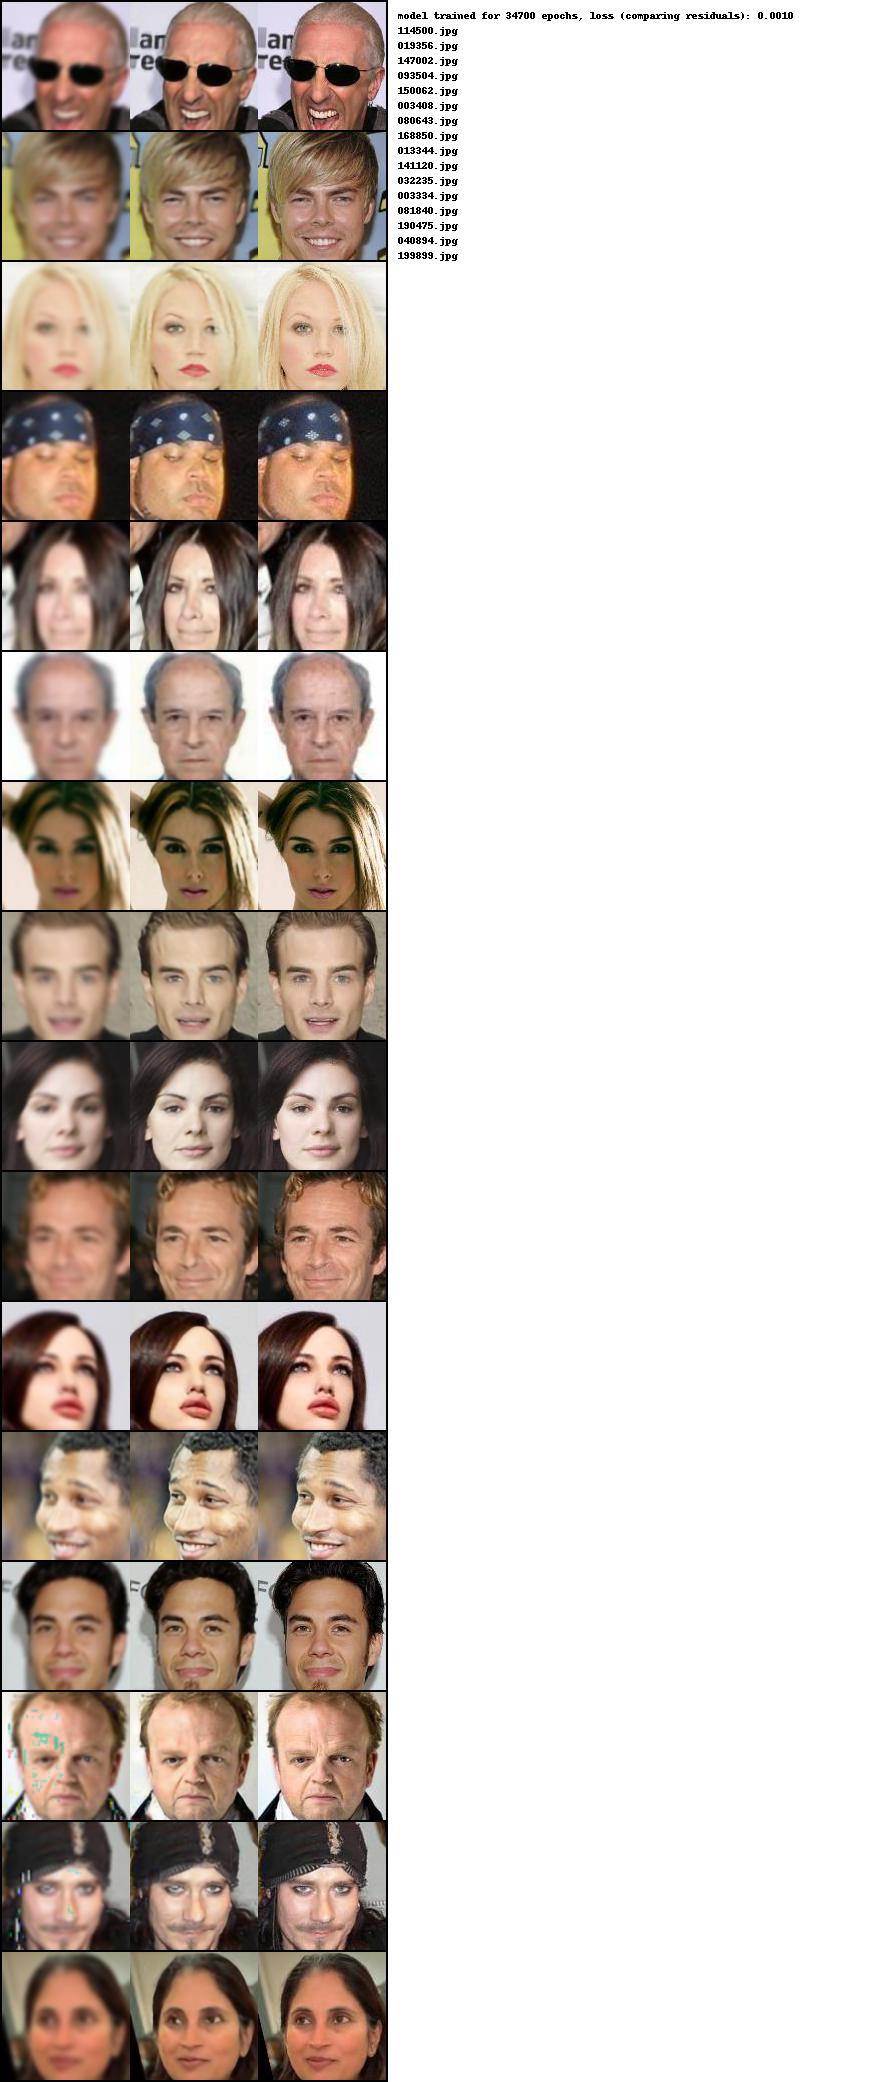 model trained for 34700 epochs, loss (comparing residuals): 0.0010
114500.jpg
019356.jpg
147002.jpg
093504.jpg
150062.jpg
003408.jpg
080643.jpg
168850.jpg
013344.jpg
141120.jpg
032235.jpg
003334.jpg
081840.jpg
190475.jpg
040894.jpg
199899.jpg